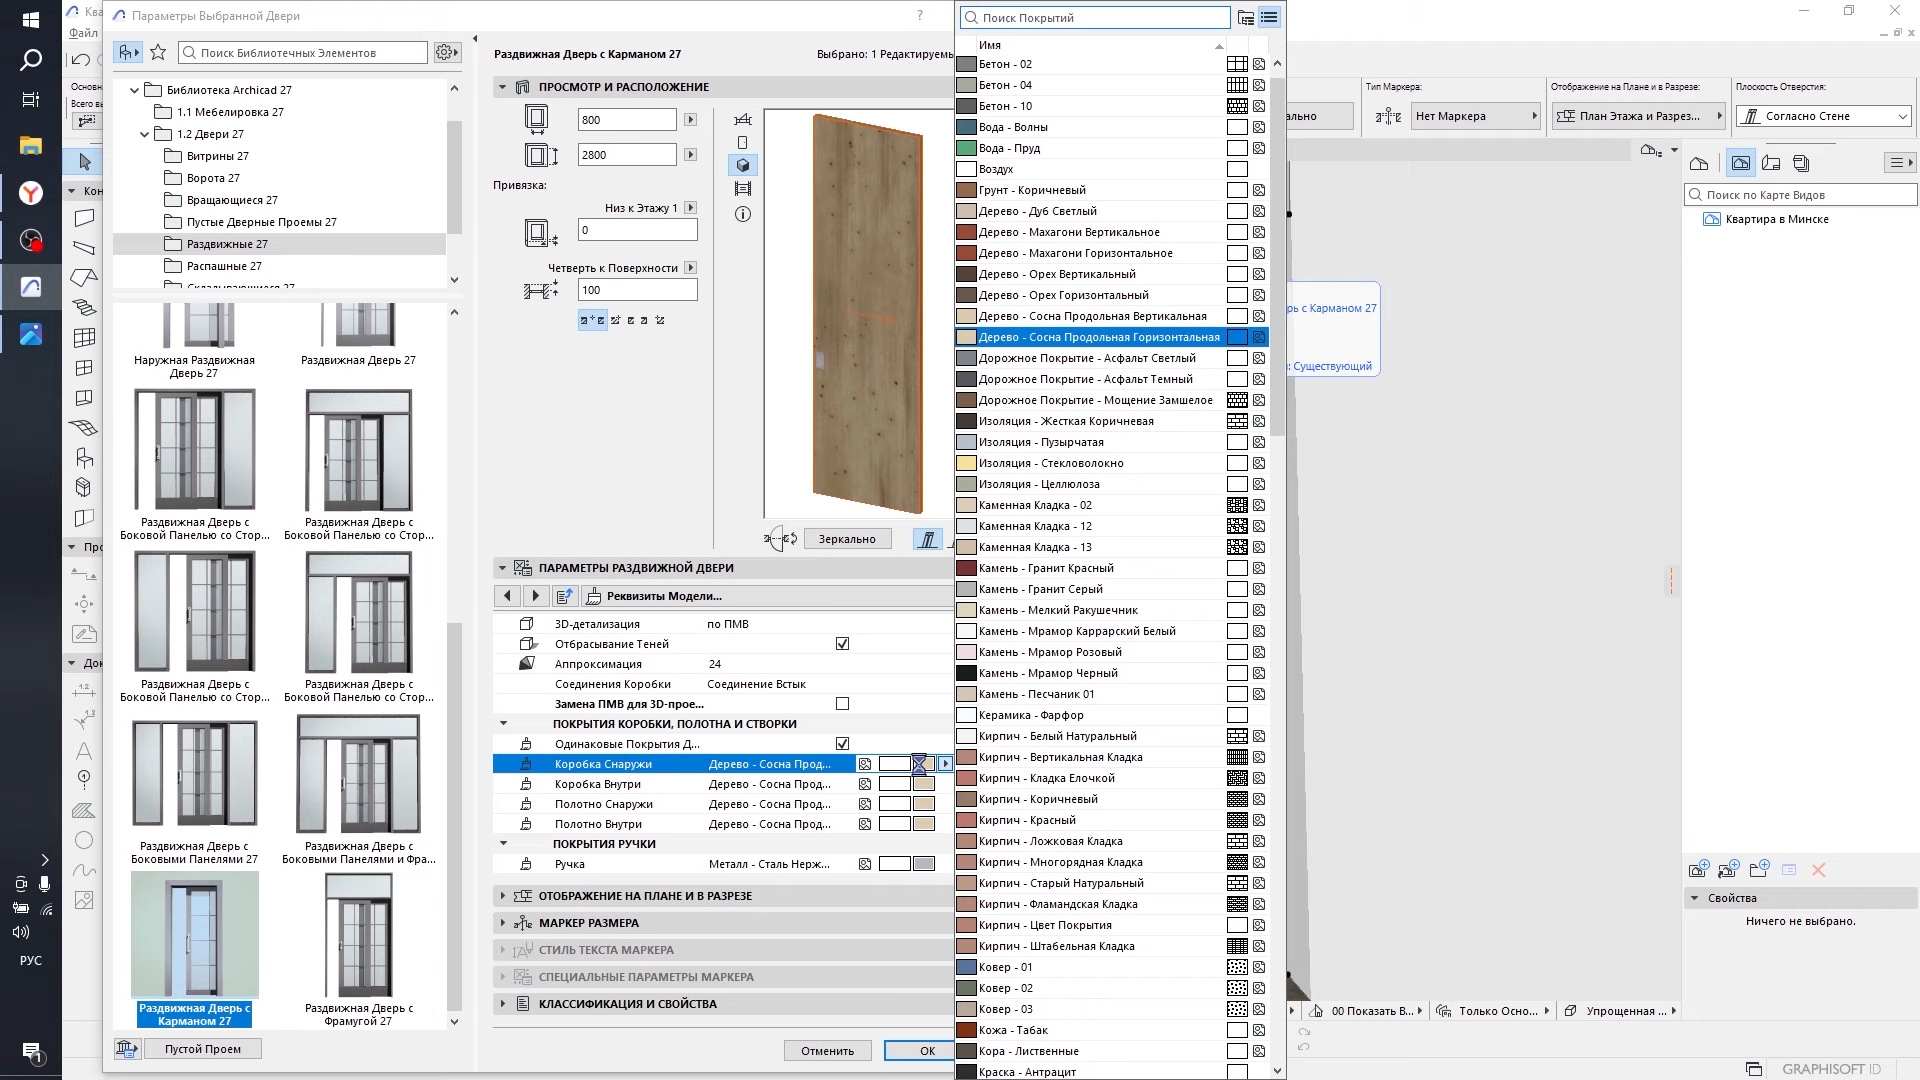 Ква
Параметры Выбранной Двери
?
Файл
Поиск Библиотечных Элементов
Основн
Всего вы
Библиотека Archicad 27
1.1 Мебелировка 27
1.2 Двери 27
Витрины 27
Ворота 27
Вращающиеся 27
Пустые Дверные Проемы 27
Раздвижные 27
Распашные 27
Складывающиеся 27
Кон
Про
Док
Наружная Раздвижная Дверь 27
Раздвижная Дверь 27
Раздвижная Дверь с Боковой Панелью со Стор...
Раздвижная Дверь с Боковой Панелью со Стор...
Раздвижная Дверь с Боковой Панелью со Стор...
Раздвижная Дверь с Боковой Панелью со Стор...
Раздвижная Дверь с Боковыми Панелями 27
Раздвижная Дверь с Боковыми Панелями и Фра...
Раздвижная Дверь с Карманом 27
Раздвижная Дверь с Фрамугой 27
Пустой Проем
РУС
Раздвижная Дверь с Карманом 27
Выбрано: 1 Редактируемы
ПРОСМОТР И РАСПОЛОЖЕНИЕ
800
2800
Привязка:
Низ к Этажу 1
0
Четверть к Поверхности
100
Зеркально
ПАРАМЕТРЫ РАЗДВИЖНОЙ ДВЕРИ
Реквизиты Модели...
3D-детализация по ПМВ
Отбрасывание Теней
Аппроксимация 24
Соединения Коробки Соединение Встык
Замена ПМВ для 3D-прое...
ПОКРЫТИЯ КОРОБКИ, ПОЛОТНА И СТВОРКИ
Одинаковые Покрытия Д...
Коробка Снаружи Дерево - Сосна Прод...
Коробка Внутри Дерево - Сосна Прод...
Полотно Снаружи Дерево - Сосна Прод...
Полотно Внутри Дерево - Сосна Прод...
ПОКРЫТИЯ РУЧКИ
Ручка Металл - Сталь Нерж...
ОТОБРАЖЕНИЕ НА ПЛАНЕ И В РАЗРЕЗЕ
МАРКЕР РАЗМЕРА
СТИЛЬ ТЕКСТА МАРКЕРА
СПЕЦИАЛЬНЫЕ ПАРАМЕТРЫ МАРКЕРА
КЛАССИФИКАЦИЯ И СВОЙСТВА
Отменить
OK
Поиск Покрытий
Имя
Бетон - 02
Бетон - 04
Бетон - 10
Вода - Волны
Вода - Пруд
Воздух
Грунт - Коричневый
Дерево - Дуб Светлый
Дерево - Махагони Вертикальное
Дерево - Махагони Горизонтальное
Дерево - Орех Вертикальный
Дерево - Орех Горизонтальный
Дерево - Сосна Продольная Вертикальная
Дерево - Сосна Продольная Горизонтальная
Дорожное Покрытие - Асфальт Светлый
Дорожное Покрытие - Асфальт Темный
Дорожное Покрытие - Мощение Замшелое
Изоляция - Жесткая Коричневая
Изоляция - Пузырчатая
Изоляция - Стекловолокно
Изоляция - Целлюлоза
Каменная Кладка - 02
Каменная Кладка - 12
Каменная Кладка - 13
Камень - Гранит Красный
Камень - Гранит Серый
Камень - Мелкий Ракушечник
Камень - Мрамор Каррарский Белый
Камень - Мрамор Розовый
Камень - Мрамор Черный
Камень - Песчаник 01
Керамика - Фарфор
Кирпич - Белый Натуральный
Кирпич - Вертикальная Кладка
Кирпич - Кладка Елочкой
Кирпич - Коричневый
Кирпич - Красный
Кирпич - Ложковая Кладка
Кирпич - Многорядная Кладка
Кирпич - Старый Натуральный
Кирпич - Фламандская Кладка
Кирпич - Цвет Покрытия
Кирпич - Штабельная Кладка
Ковер - 01
Ковер - 02
Ковер - 03
Кожа - Табак
Кора - Лиственные
Краска - Антрацит
Тип Маркера:
Отображение на Плане и в Разрезе:
Плоскость Отверстия:
ально
Нет Маркера
План Этажа и Разрез...
Согласно Стене
Поиск по Карте Видов
Квартира в Минске
рь с Карманом 27
: Существующий
Свойства
Ничего не выбрано.
00 Показать В...
Только Осно...
Упрощенная ...
GRAPHISOFT ID
1